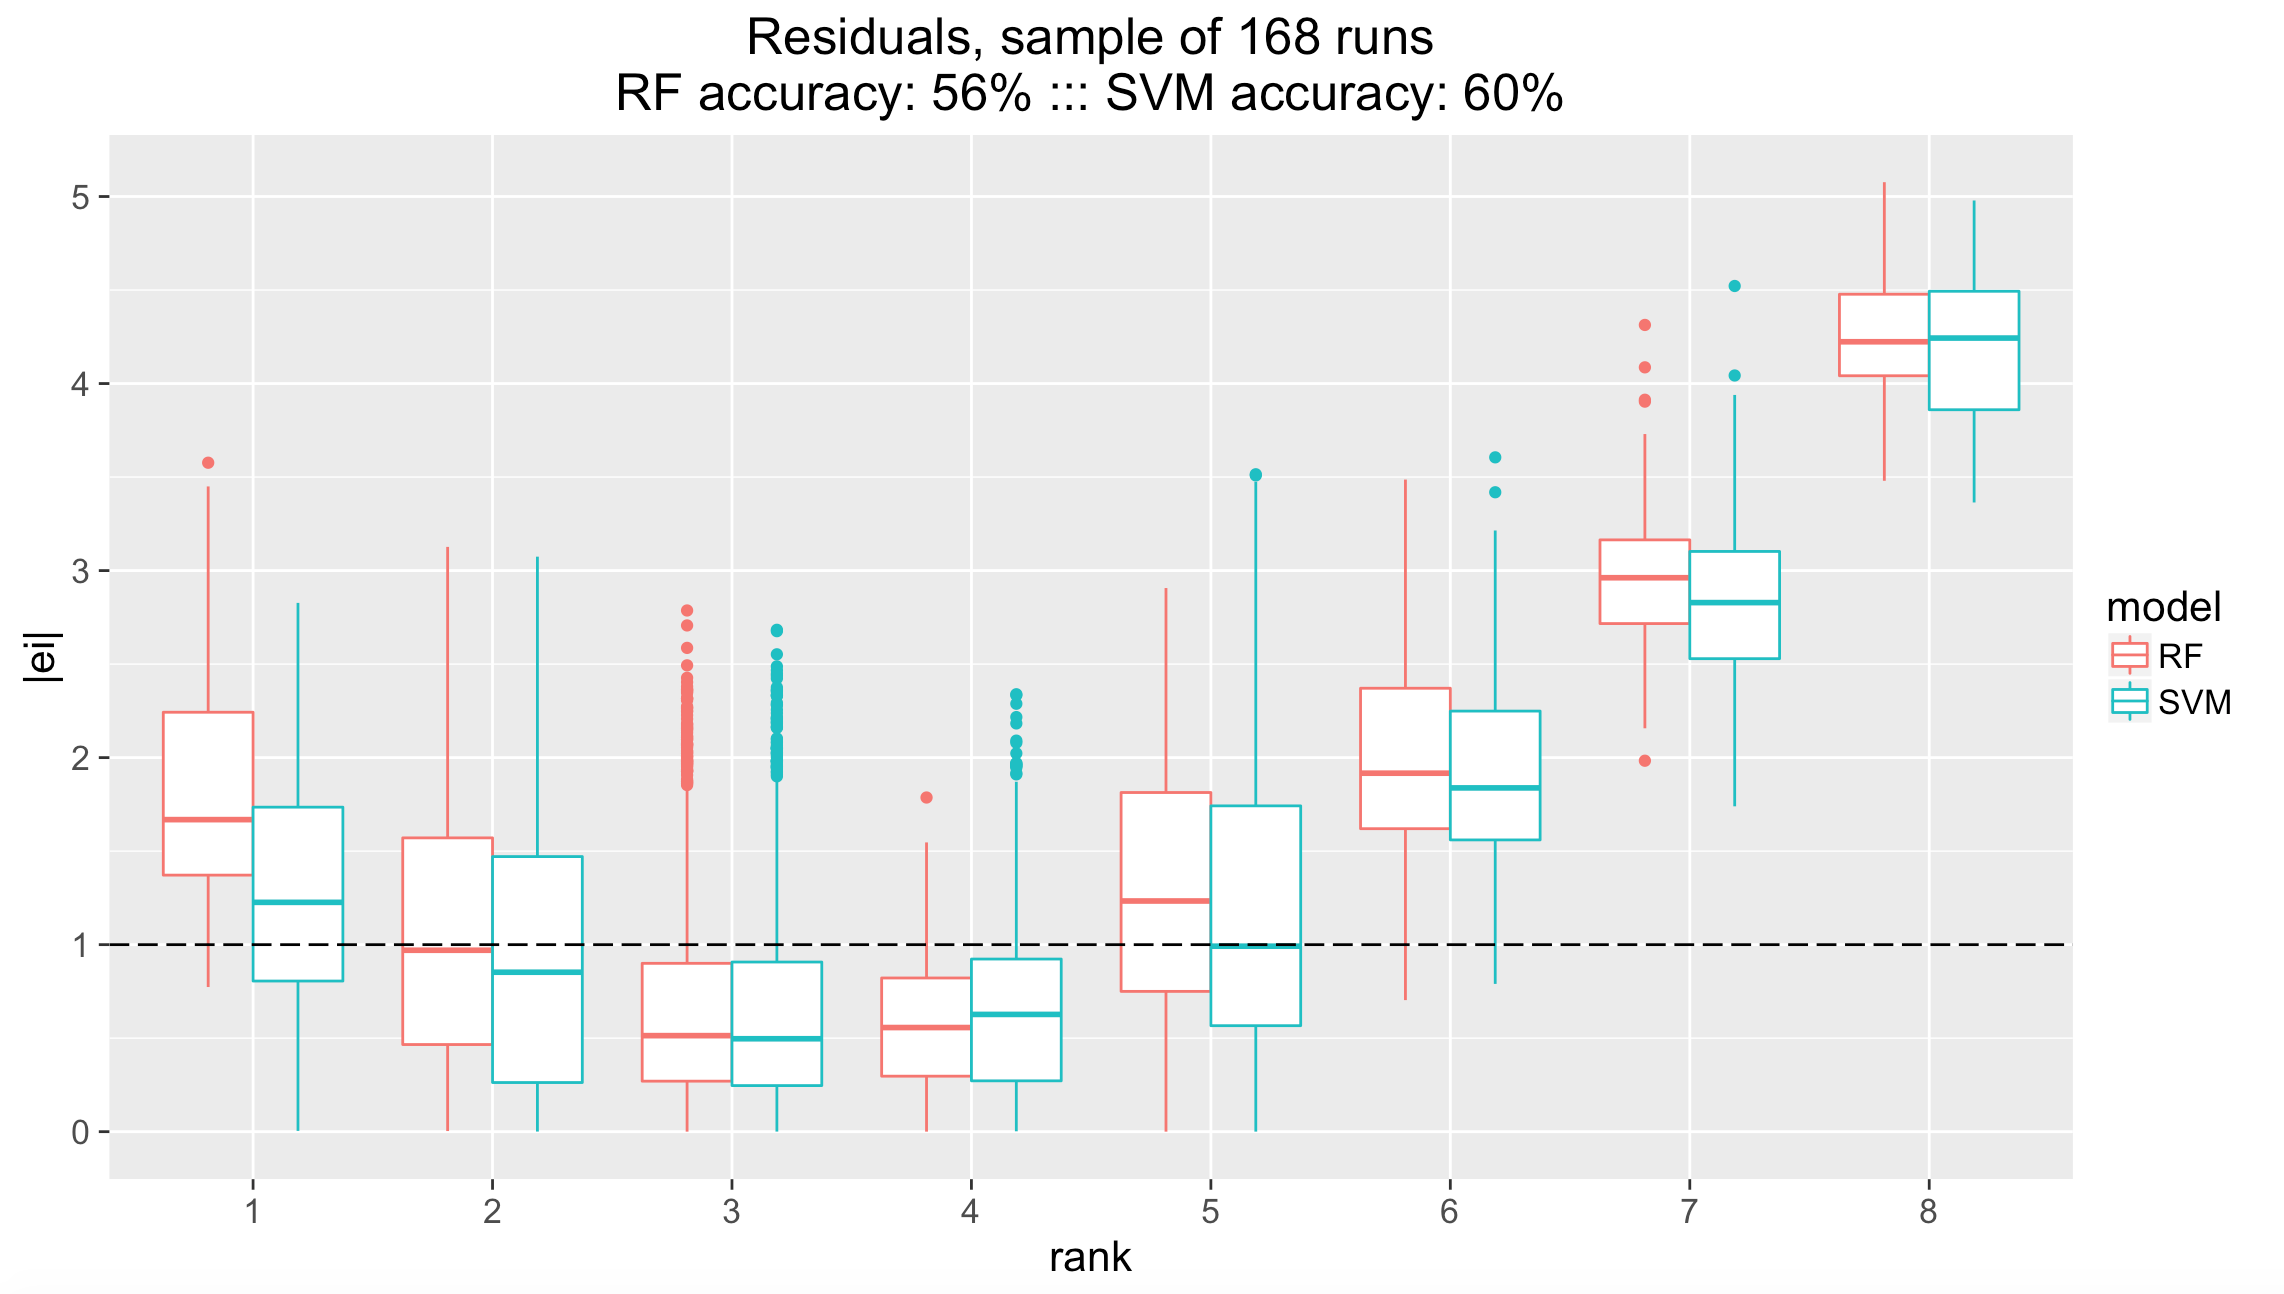 Residuals, sample of 168 runs
RF accuracy: 56% ::: SVM accuracy: 60%
5
4
3
2
1
0
|ei|
1 2 3 4 5 6 7 8
rank
model
RF
SVM